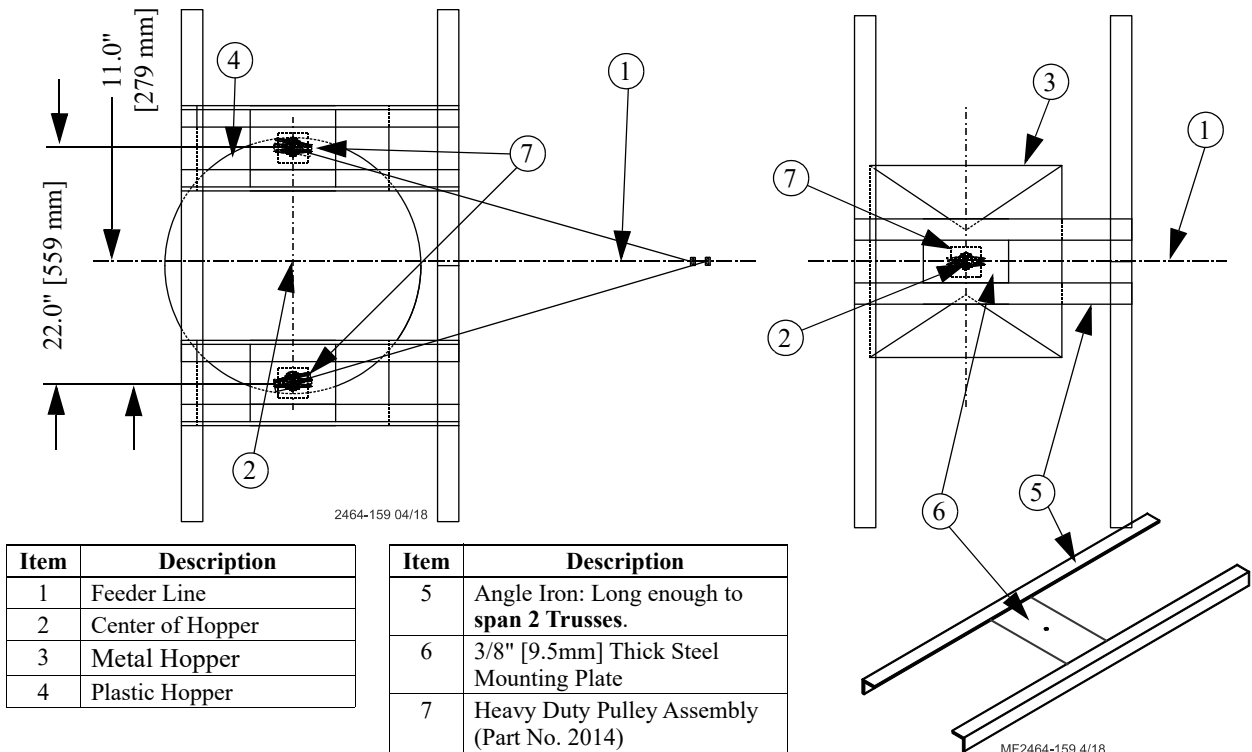 11.0"
[279 mm]
22.0" [559 mm]
4
1
7
2
2464-159 04/18
3
1
7
2
6
5
6
MF2464-159 4/18
Item Description
1 Feeder Line
2 Center of Hopper
3 Metal Hopper
4 Plastic Hopper
Item Description
5 Angle Iron: Long enough to
span 2 Trusses.
6 3/8" [9.5mm] Thick Steel
Mounting Plate
7 Heavy Duty Pulley Assembly
(Part No. 2014)